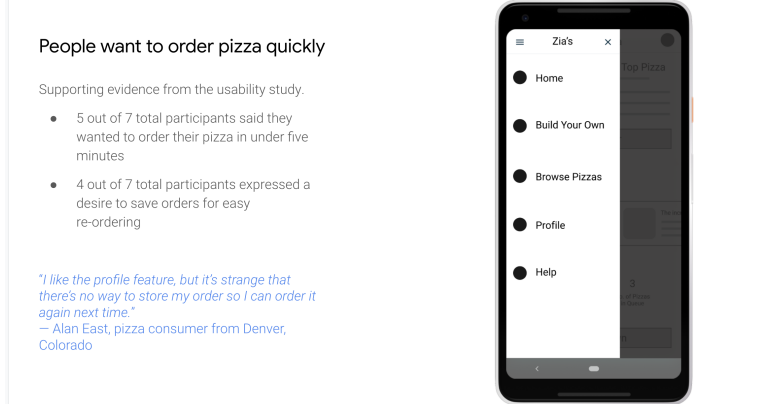 People want to order pizza quickly
Supporting evidence from the usability study.
● 5 out of 7 total participants said they
wanted to order their pizza in under five
minutes
● 4 out of 7 total participants expressed a
desire to save orders for easy
re-ordering
"I like the profile feature, but it's strange that
there's no way to store my order so I can order it
again next time."
— Alan East, pizza consumer from Denver,
Colorado
Zia's ×
Home
Build Your Own
Browse Pizzas
Profile
Help
Top Pizza
3